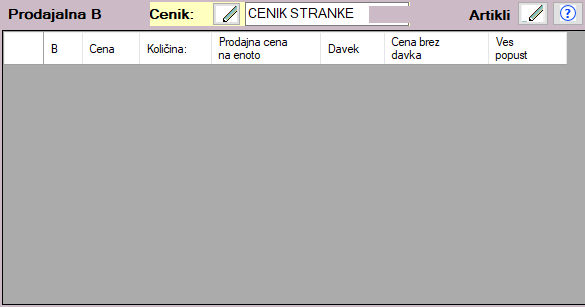 Prodajalna B Cenik: CENIK STRANKE Artikli ?
B Cena Količina: Prodajna cena na enoto Davek Cena brez davka Ves popust